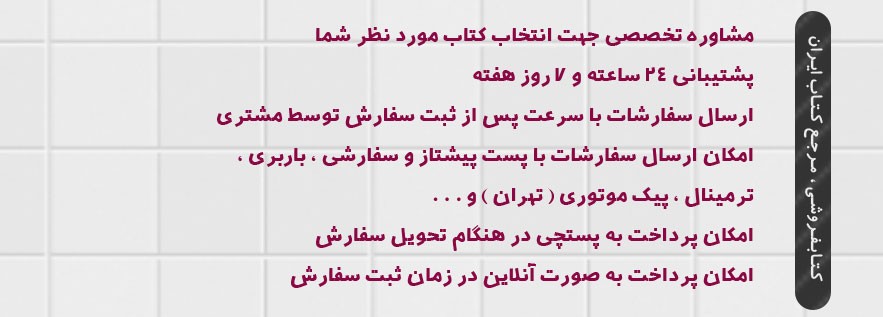 مشاوره تخصصی جهت انتخاب کتاب مورد نظر شما
پشتیبانی ۲٤ ساعته و ۷ روز هفته
ارسال سفارشات با سرعت پس از ثبت سفارش توسط مشتری
امکان ارسال سفارشات با پست پیشتاز و سفارشی ، باربری ،
ترمینال ، پیک موتوری ( تهران ) و . . .
امکان پرداخت به پستچی در هنگام تحویل سفارش
امکان پرداخت به صورت آنلاین در زمان ثبت سفارش
کتابفروشی، مرجع کتاب ایران